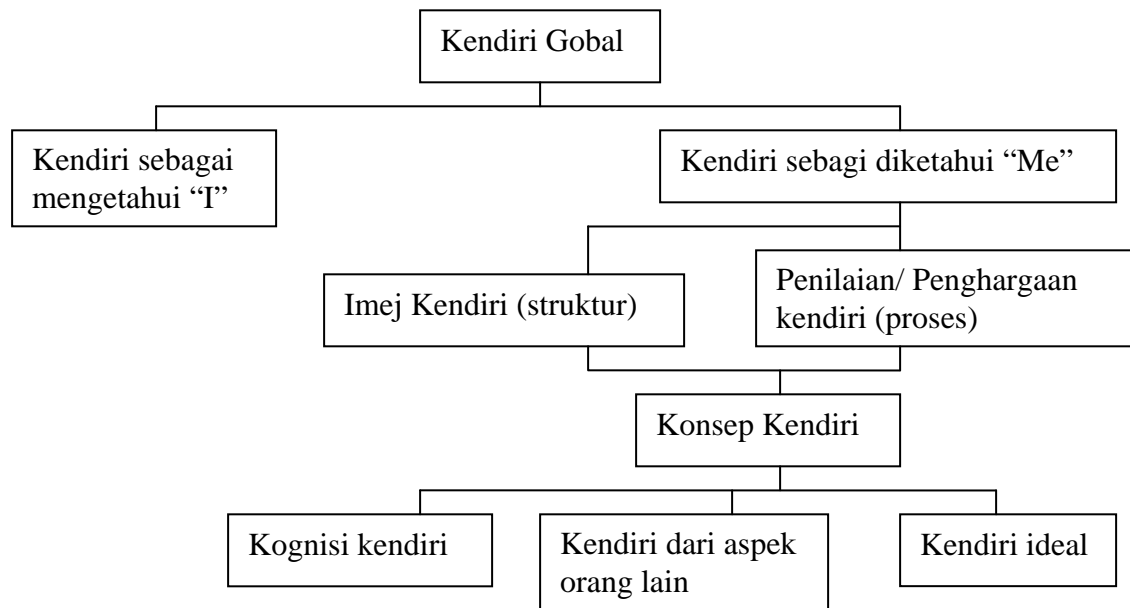 Kendiri Gobal
Kendiri sebagai
mengetahui “I”
Kendiri sebagi diketahui “Me”
Imej Kendiri (struktur)
Penilaian/ Penghargaan
kendiri (proses)
Konsep Kendiri
Kognisi kendiri
Kendiri dari aspek
orang lain
Kendiri ideal